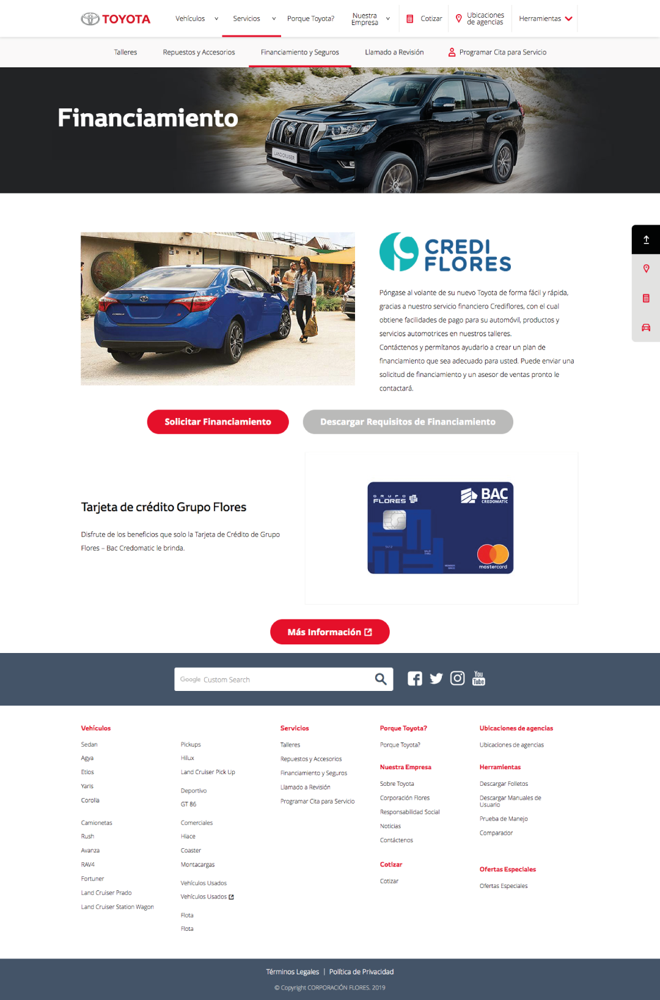 TOYOTA
Vehículos
Servicios
Porque Toyota?
Nuestra
Empresa
Cotizar
Ubicaciones
de agencias
Herramientas
Talleres
Repuestos y Accesorios
Financiamiento y Seguros
Llamado a Revisión
Programar Cita para Servicio
Financiamiento
LAND CRUISER
CREDI
FLORES
Póngase al volante de su nuevo Toyota de forma fácil y rápida,
gracias a nuestro servicio financiero Crediflores, con el cual
obtiene facilidades de pago para su automóvil, productos y
servicios automotrices en nuestros talleres.
Contáctenos y permítanos ayudarlo a crear un plan de
financiamiento que sea adecuado para usted. Puede enviar una
solicitud de financiamiento y un asesor de ventas pronto le
contactará.
COROLLA
S
Solicitar Financiamiento
Descargar Requisitos de Financiamiento
Tarjeta de crédito Grupo Flores
Disfrute de los beneficios que solo la Tarjeta de Crédito de Grupo
Flores – Bac Credomatic le brinda.
GRUPO
FLORES
BAC
CREDOMATIC
5412
VALID
THRU
MEMBER
SINCE
mastercard
Más Información
Google Custom Search
You
Tube
Vehículos
Sedan
Agya
Etios
Yaris
Corolla
Camionetas
Rush
Avanza
RAV4
Fortuner
Land Cruiser Prado
Land Cruiser Station Wagon
Pickups
Hilux
Land Cruiser Pick Up
Deportivo
GT 86
Comerciales
Hiace
Coaster
Montacargas
Vehículos Usados
Vehículos Usados
Flota
Flota
Servicios
Talleres
Repuestos y Accesorios
Financiamiento y Seguros
Llamado a Revisión
Programar Cita para Servicio
Porque Toyota?
Porque Toyota?
Nuestra Empresa
Sobre Toyota
Corporación Flores
Responsabilidad Social
Noticias
Contáctenos
Cotizar
Cotizar
Ubicaciones de agencias
Ubicaciones de agencias
Herramientas
Descargar Folletos
Descargar Manuales de
Usuario
Prueba de Manejo
Comparador
Ofertas Especiales
Ofertas Especiales
Términos Legales | Política de Privacidad
© Copyright CORPORACIÓN FLORES. 2019